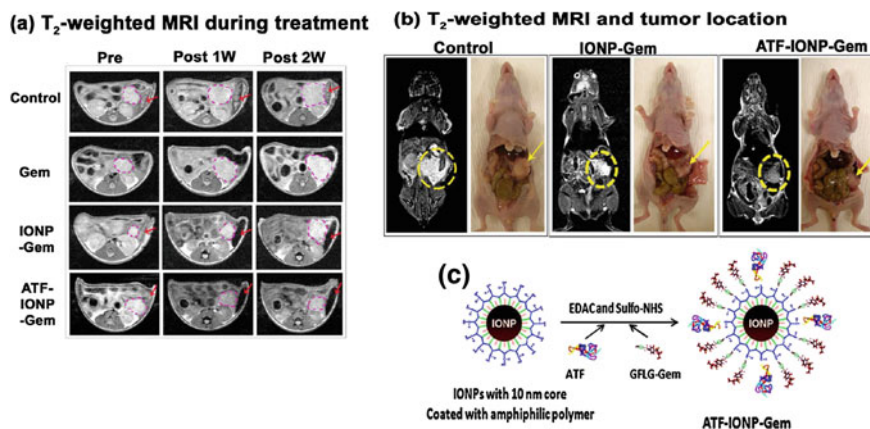 (a) T₂-weighted MRI during treatment
Pre Post 1W Post 2W
Control
Gem
IONP
-Gem
ATF-
IONP
-Gem
(b) T₂-weighted MRI and tumor location
Control IONP-Gem ATF-IONP-Gem
(c)
IONP
EDAC and Sulfo-NHS
ATF
GFLG-Gem
IONPs with 10 nm core
Coated with amphiphilic polymer
IONP
ATF-IONP-Gem